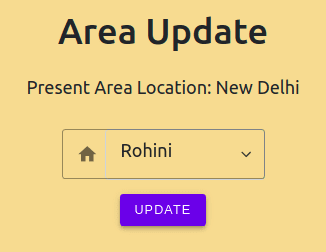 Area Update
Present Area Location: New Delhi
Rohini
UPDATE